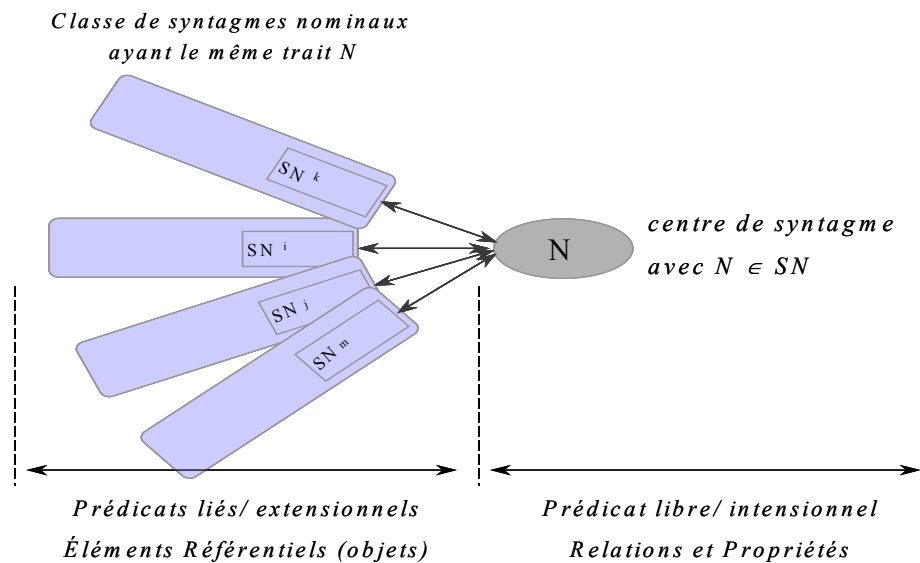 Classe de syntagmes nominaux
ayant le même trait N
SN k
SN i
SN j
SN m
N
centre de syntagme
avec N ∈ SN
Prédicats liés/ extensionnels
Éléments Référentiels (objets)
Prédicat libre/ intensionnel
Relations et Propriétés